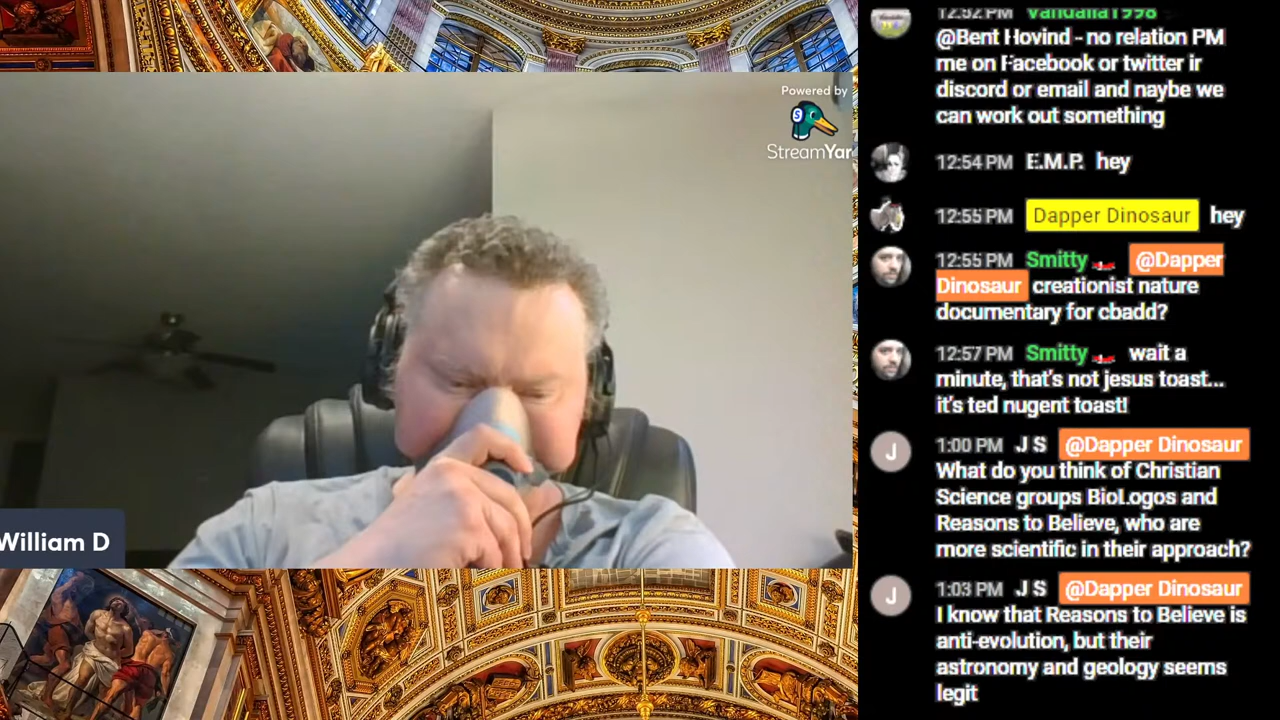 Powered by
StreamYar
William D
12:52 PM Vandalia1998
@Bent Hovind - no relation PM
me on Facebook or twitter ir
discord or email and naybe we
can work out something
12:54 PM E.M.P. hey
12:55 PM Dapper Dinosaur hey
12:55 PM Smitty @Dapper
Dinosaur creationist nature
documentary for cbadd?
12:57 PM Smitty wait a
minute, that's not jesus toast...
it's ted nugent toast!
1:00 PM J S @Dapper Dinosaur
What do you think of Christian
Science groups BioLogos and
Reasons to Believe, who are
more scientific in their approach?
1:03 PM J S @Dapper Dinosaur
I know that Reasons to Believe is
anti-evolution, but their
astronomy and geology seems
legit